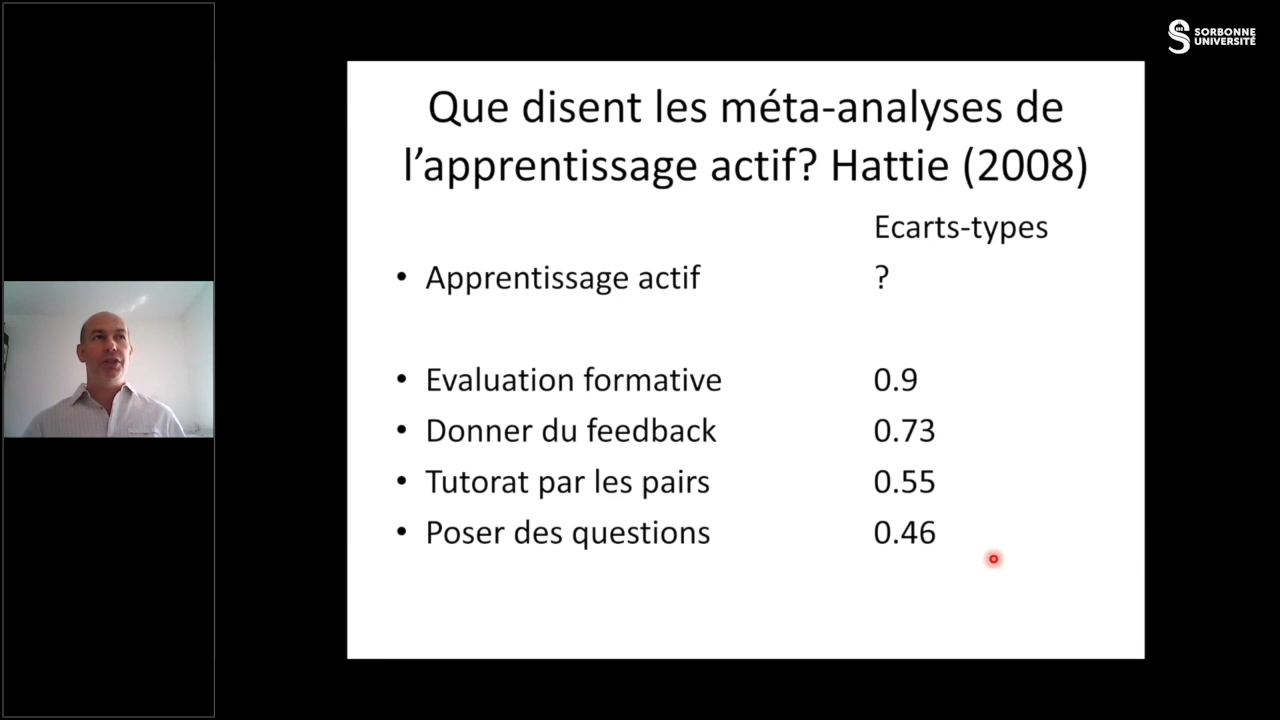 SORBONNE
UNIVERSITÉ
Que disent les méta-analyses de
l’apprentissage actif? Hattie (2008)
Ecarts-types
• Apprentissage actif ?
• Evaluation formative 0.9
• Donner du feedback 0.73
• Tutorat par les pairs 0.55
• Poser des questions 0.46